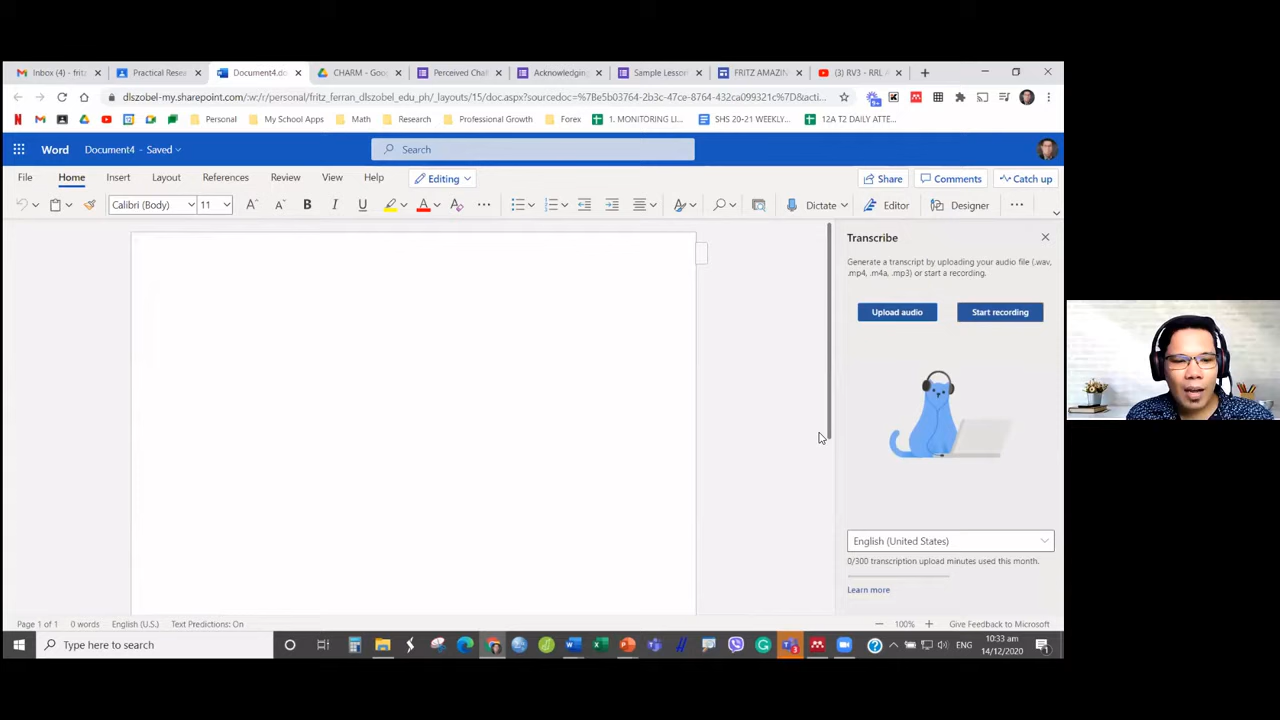 Inbox (4) - frit
Practical Resea
Document4.do
CHARM - Goo
Perceived Chal
Acknowledging
Sample Lesson
FRITZ AMAZIN
(3) RV3 - RRL A
dlszobel-my.sharepoint.com/:w:/r/personal/fritz_ferran_dlszobel_edu_ph/_layouts/15/doc.aspx?sourcedoc=%7Be5b03764-2b3c-47ce-8764-432ca099321c%7D&acti...
Personal
My School Apps
Math
Research
Professional Growth
Forex
1. MONITORING LI...
SHS 20-21 WEEKLY...
12A T2 DAILY ATTE...
Word
Document4 - Saved
Search
File
Home
Insert
Layout
References
Review
View
Help
Editing
Share
Comments
Catch up
Calibri (Body)
11
B
I
U
Dictate
Editor
Designer
Transcribe
Generate a transcript by uploading your audio file (.wav,
.mp4, .m4a, .mp3) or start a recording.
Upload audio
Start recording
English (United States)
0/300 transcription upload minutes used this month.
Learn more
Page 1 of 1
0 words
English (U.S.)
Text Predictions: On
100%
Give Feedback to Microsoft
Type here to search
ENG
10:33 am
14/12/2020